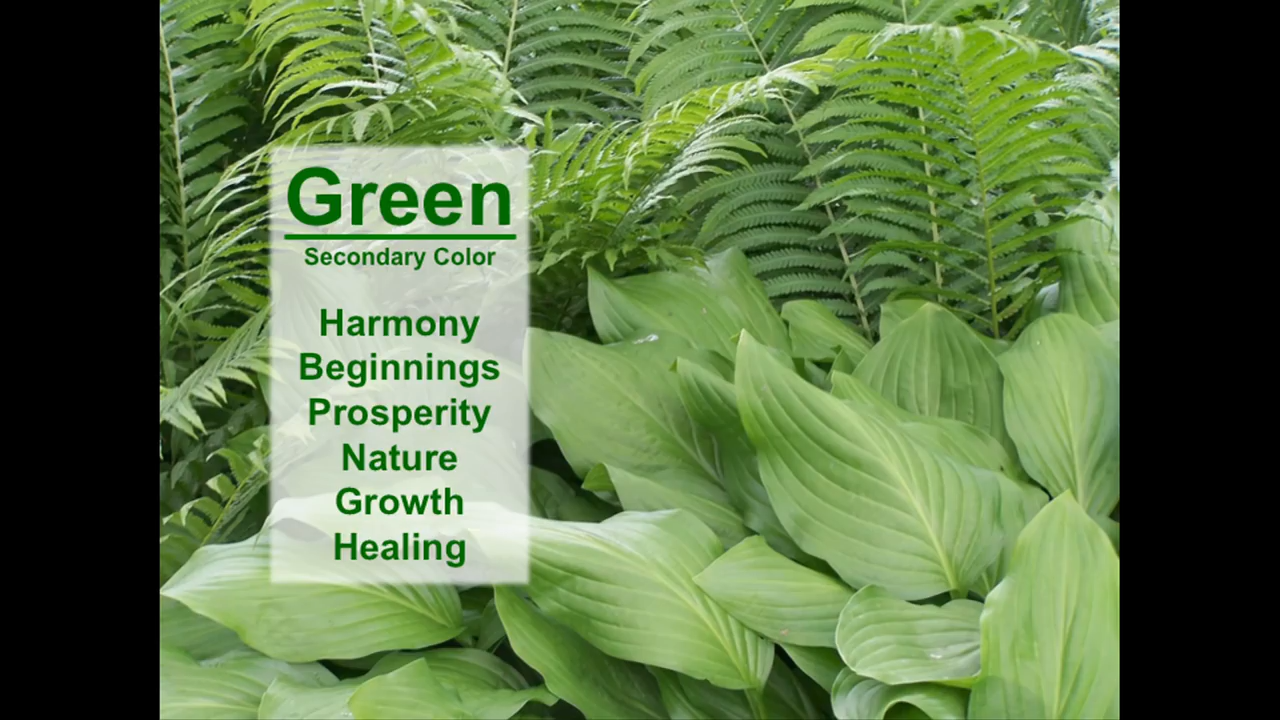 Green
Secondary Color
Harmony
Beginnings
Prosperity
Nature
Growth
Healing